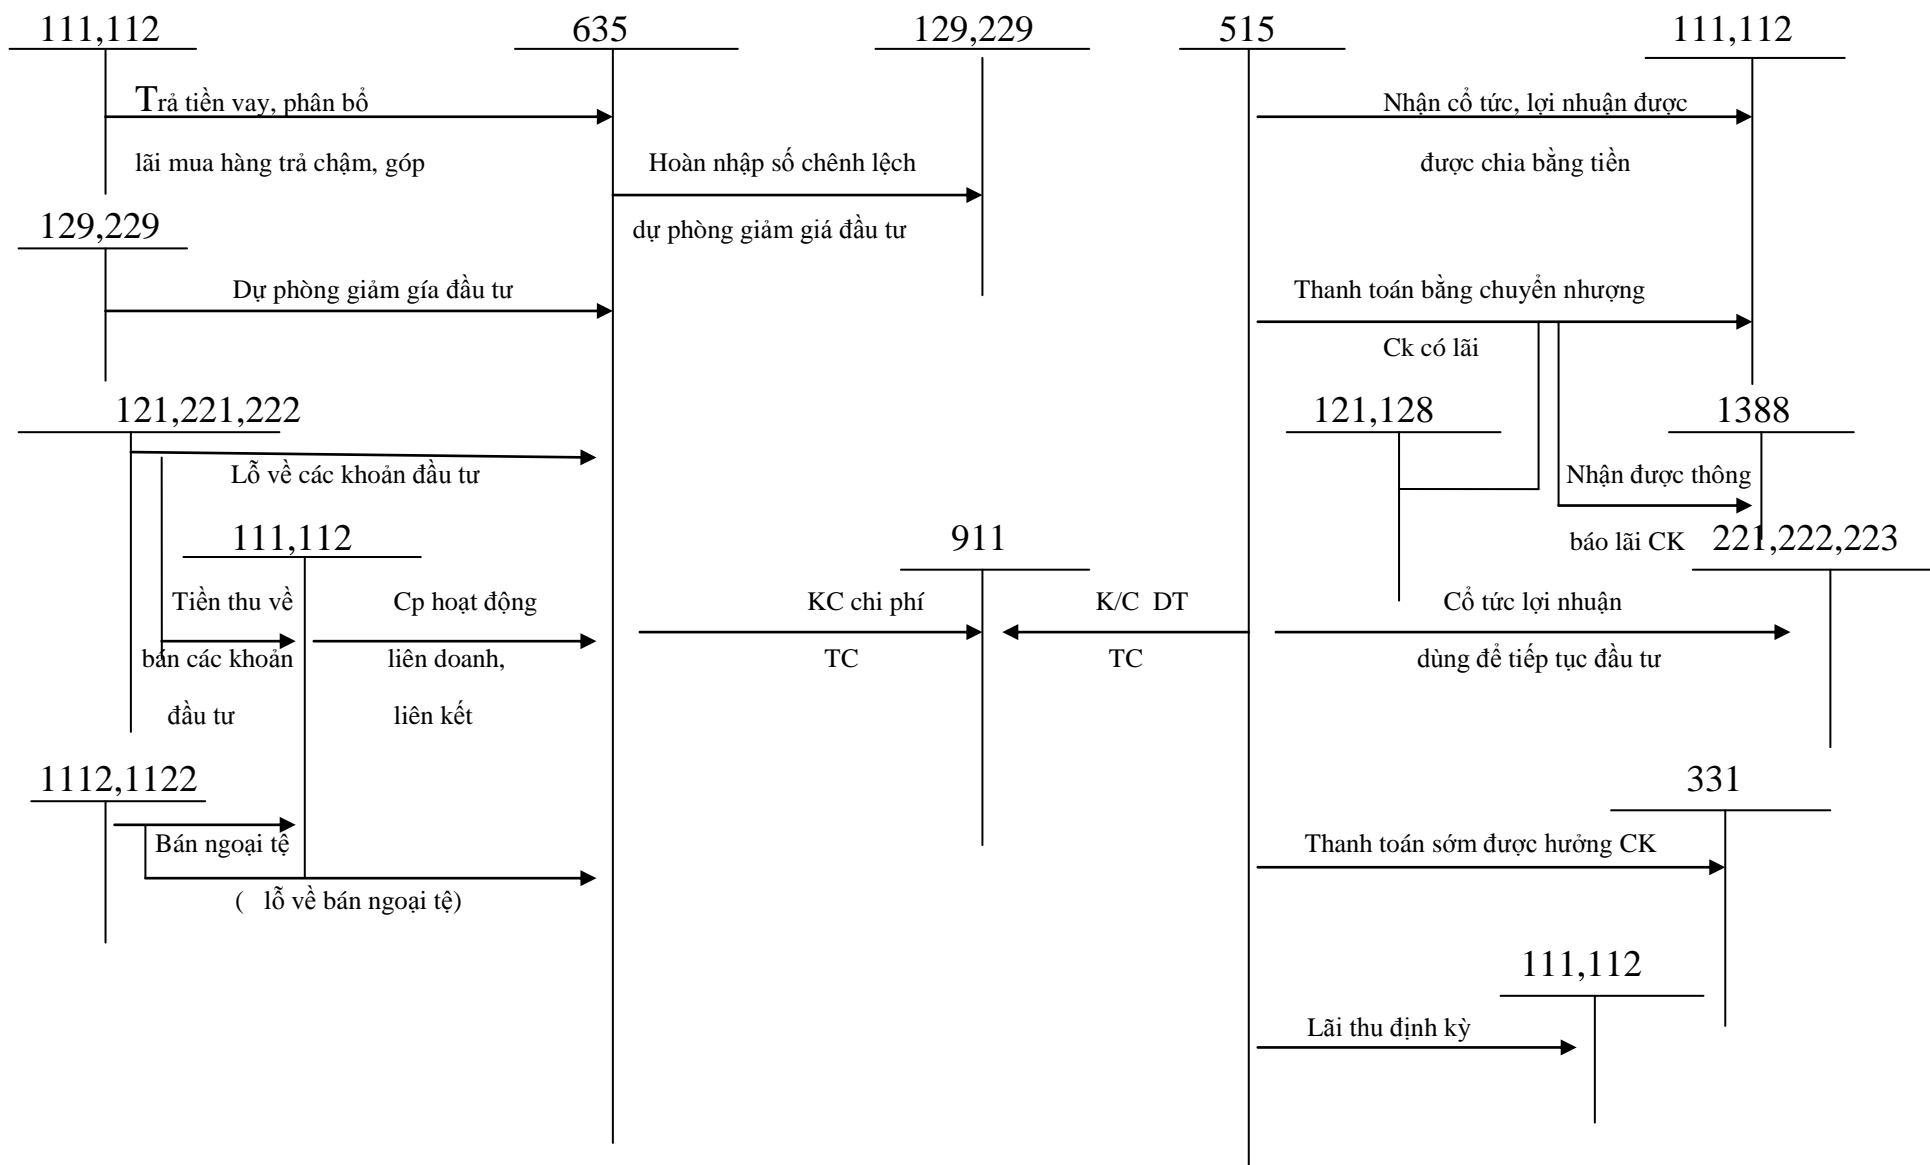 111,112
635
129,229
515
111,112
Trả tiền vay, phân bổ
Nhận cổ tức, lợi nhuận được
lãi mua hàng trả chậm, góp
Hoàn nhập số chênh lệch
được chia bằng tiền
129,229
dự phòng giảm giá đầu tư
Dự phòng giảm gía đầu tư
Thanh toán bằng chuyển nhượng
Ck có lãi
121,221,222
121,128
1388
Lỗ về các khoản đầu tư
Nhận được thông
111,112
911
báo lãi CK
221,222,223
Tiền thu về
Cp hoạt động
KC chi phí
K/C DT
Cổ tức lợi nhuận
bán các khoản
liên doanh,
TC
TC
dùng để tiếp tục đầu tư
đầu tư
liên kết
1112,1122
331
Bán ngoại tệ
Thanh toán sớm được hưởng CK
( lỗ về bán ngoại tệ)
111,112
Lãi thu định kỳ